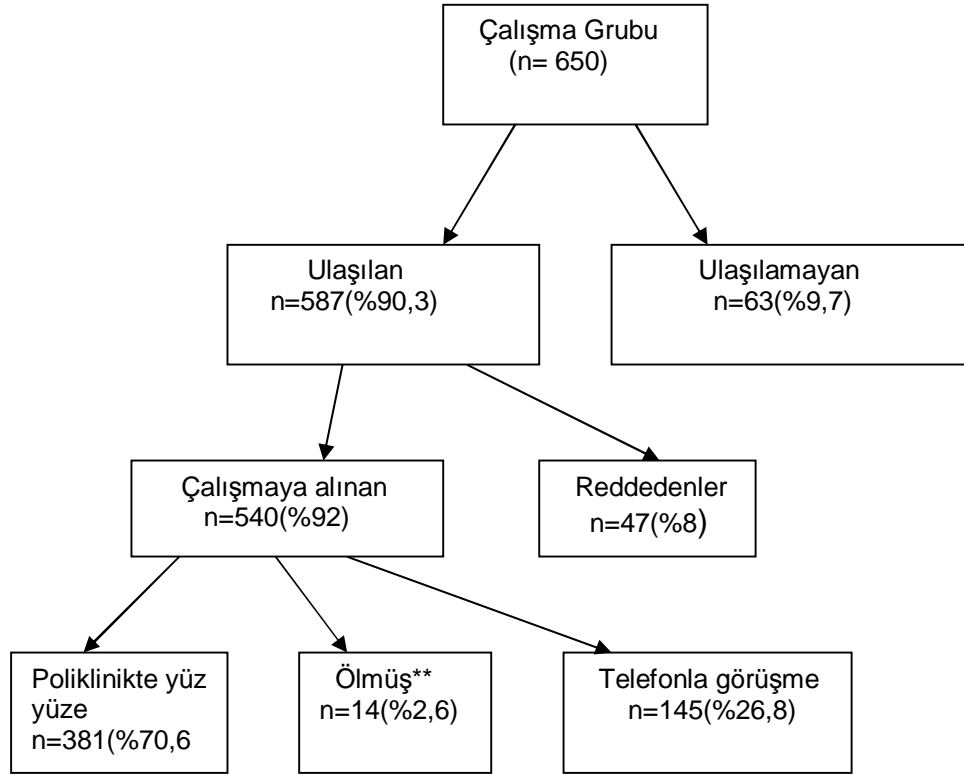 Çalışma Grubu
(n= 650)
Ulaşılan
n=587(%90,3)
Ulaşılamayan
n=63(%9,7)
Çalışmaya alınan
n=540(%92)
Reddedenler
n=47(%8)
Poliklinikte yüz
yüze
n=381(%70,6
Ölmüş**
n=14(%2,6)
Telefonla görüşme
n=145(%26,8)